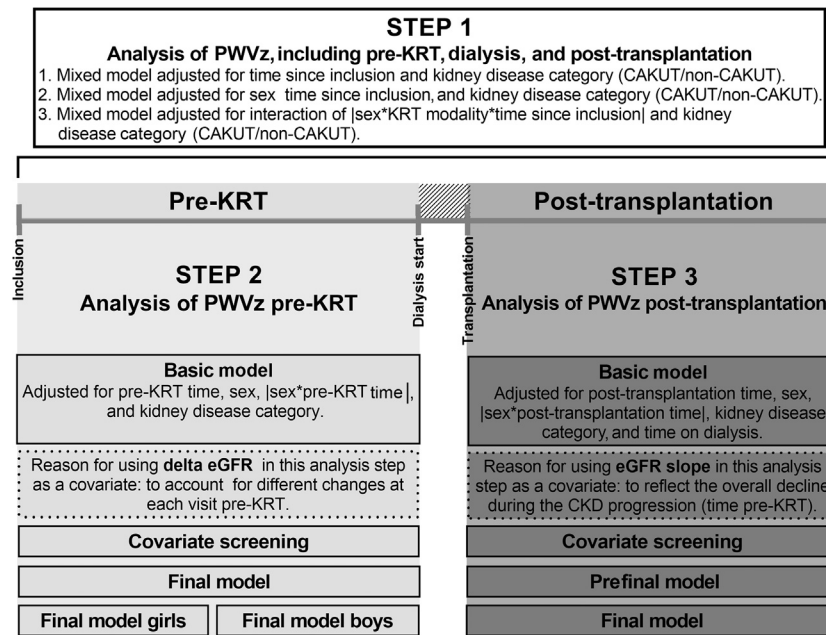 STEP 1
Analysis of PWVz, including pre-KRT, dialysis, and post-transplantation
1. Mixed model adjusted for time since inclusion and kidney disease category (CAKUT/non-CAKUT).
2. Mixed model adjusted for sex time since inclusion, and kidney disease category (CAKUT/non-CAKUT).
3. Mixed model adjusted for interaction of |sex*KRT modality*time since inclusion| and kidney
disease category (CAKUT/non-CAKUT).
Pre-KRT
Post-transplantation
Inclusion
Dialysis start
Transplantation
STEP 2
Analysis of PWVz pre-KRT
Basic model
Adjusted for pre-KRT time, sex, |sex*pre-KRT time|,
and kidney disease category.
Reason for using delta eGFR in this analysis step
as a covariate: to account for different changes at
each visit pre-KRT.
Covariate screening
Final model
Final model girls
Final model boys
STEP 3
Analysis of PWVz post-transplantation
Basic model
Adjusted for post-transplantation time, sex,
|sex*post-transplantation time|, kidney disease
category, and time on dialysis.
Reason for using eGFR slope in this analysis
step as a covariate: to reflect the overall decline
during the CKD progression (time pre-KRT).
Covariate screening
Prefinal model
Final model